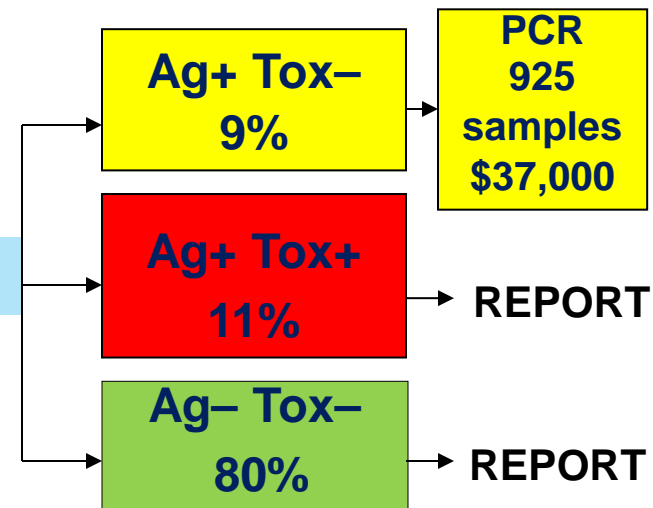 Ag+ Tox–
9%
PCR
925
samples
$37,000
Ag+ Tox+
11%
REPORT
Ag– Tox–
80%
REPORT